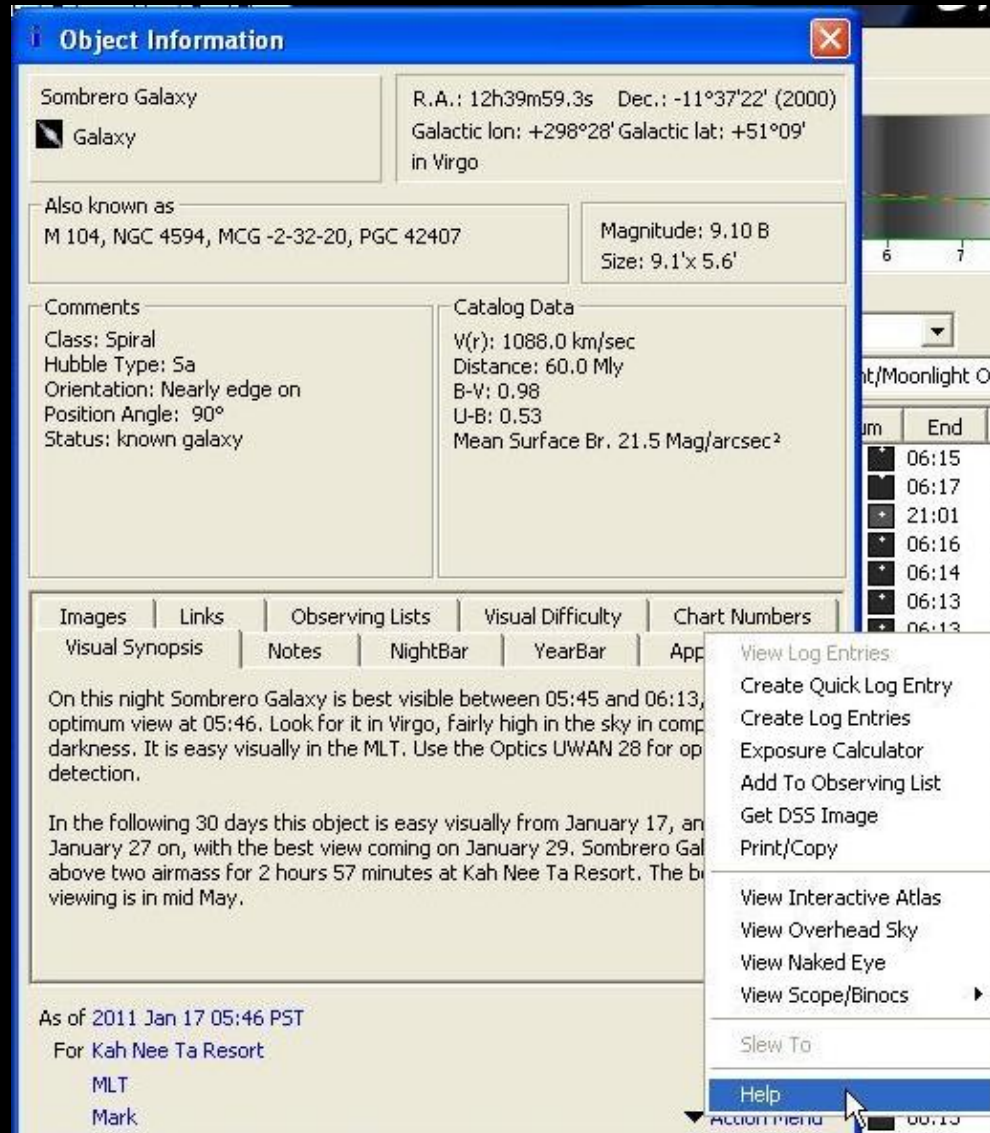 Object Information
Sombrero Galaxy
Galaxy
R.A.: 12h39m59.3s Dec.: -11°37'22' (2000)
Galactic lon: +298°28' Galactic lat: +51°09'
in Virgo
Also known as
M 104, NGC 4594, MCG -2-32-20, PGC 42407
Magnitude: 9.10 B
Size: 9.1'x 5.6'
Comments
Class: Spiral
Hubble Type: Sa
Orientation: Nearly edge on
Position Angle: 90°
Status: known galaxy
Catalog Data
V(r): 1088.0 km/sec
Distance: 60.0 Mly
B-V: 0.98
U-B: 0.53
Mean Surface Br. 21.5 Mag/arcsec²
Images Links Observing Lists Visual Difficulty Chart Numbers
Visual Synopsis Notes NightBar YearBar App
On this night Sombrero Galaxy is best visible between 05:45 and 06:13,
optimum view at 05:46. Look for it in Virgo, fairly high in the sky in comp
darkness. It is easy visually in the MLT. Use the Optics UWAN 28 for op
detection.
In the following 30 days this object is easy visually from January 17, an
January 27 on, with the best view coming on January 29. Sombrero Gal
above two airmass for 2 hours 57 minutes at Kah Nee Ta Resort. The b
viewing is in mid May.
As of 2011 Jan 17 05:46 PST
For Kah Nee Ta Resort
MLT
Mark
Action Menu
View Log Entries
Create Quick Log Entry
Create Log Entries
Exposure Calculator
Add To Observing List
Get DSS Image
Print/Copy
View Interactive Atlas
View Overhead Sky
View Naked Eye
View Scope/Binocs
Slew To
Help
6 7
ht/Moonlight O
um End
06:15
06:17
21:01
06:16
06:14
06:13
06:13